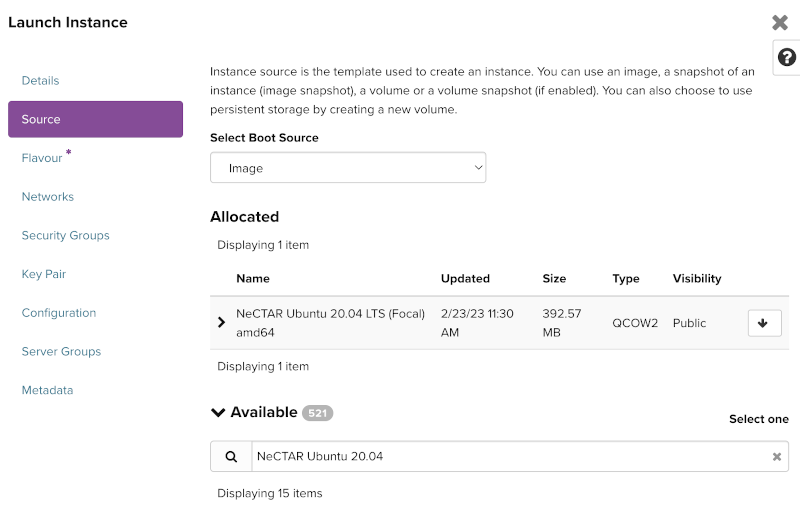 Launch Instance
Details
Source
Flavour *
Networks
Security Groups
Key Pair
Configuration
Server Groups
Metadata
Instance source is the template used to create an instance. You can use an image, a snapshot of an
instance (image snapshot), a volume or a volume snapshot (if enabled). You can also choose to use
persistent storage by creating a new volume.
Select Boot Source
Image
Allocated
Displaying 1 item
Name Updated Size Type Visibility
NeCTAR Ubuntu 20.04 LTS (Focal) 2/23/23 11:30 392.57
amd64 AM MB QCOW2 Public
Displaying 1 item
Available 521
Select one
NeCTAR Ubuntu 20.04
Displaying 15 items